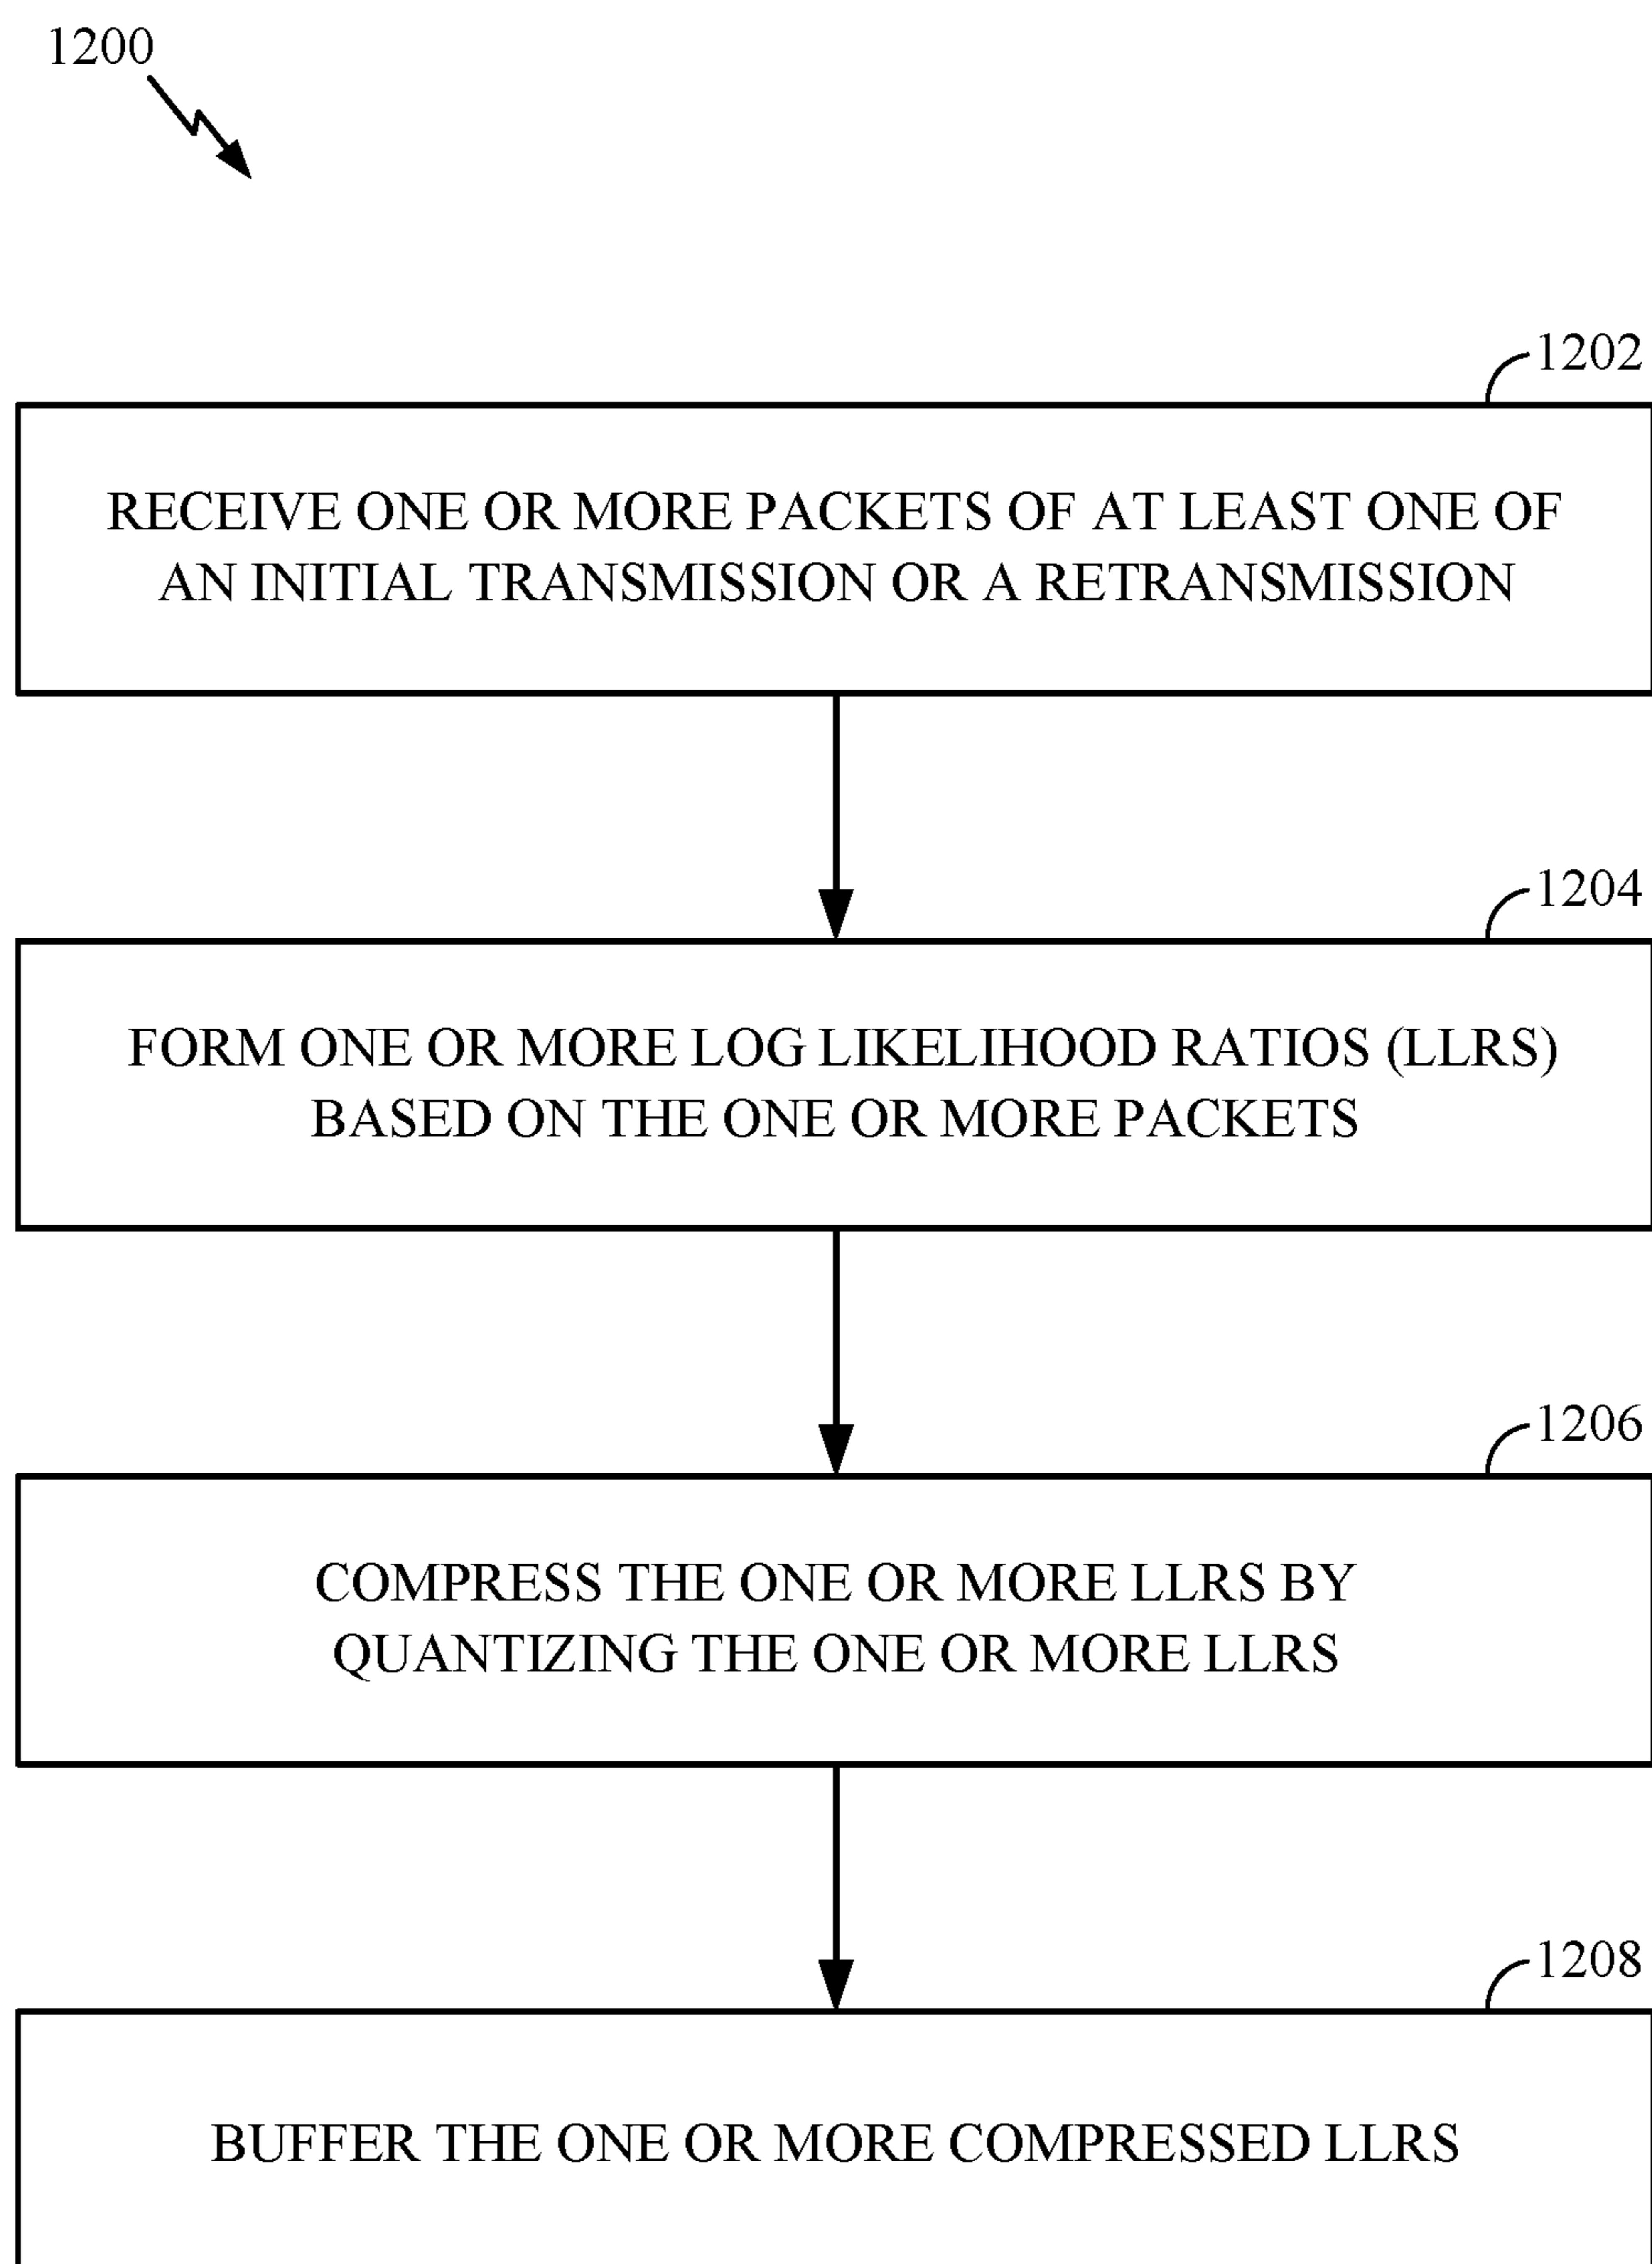 1200
1202
RECEIVE ONE OR MORE PACKETS OF AT LEAST ONE OF
AN INITIAL TRANSMISSION OR A RETRANSMISSION
1204
FORM ONE OR MORE LOG LIKELIHOOD RATIOS (LLRS)
BASED ON THE ONE OR MORE PACKETS
1206
COMPRESS THE ONE OR MORE LLRS BY
QUANTIZING THE ONE OR MORE LLRS
1208
BUFFER THE ONE OR MORE COMPRESSED LLRS